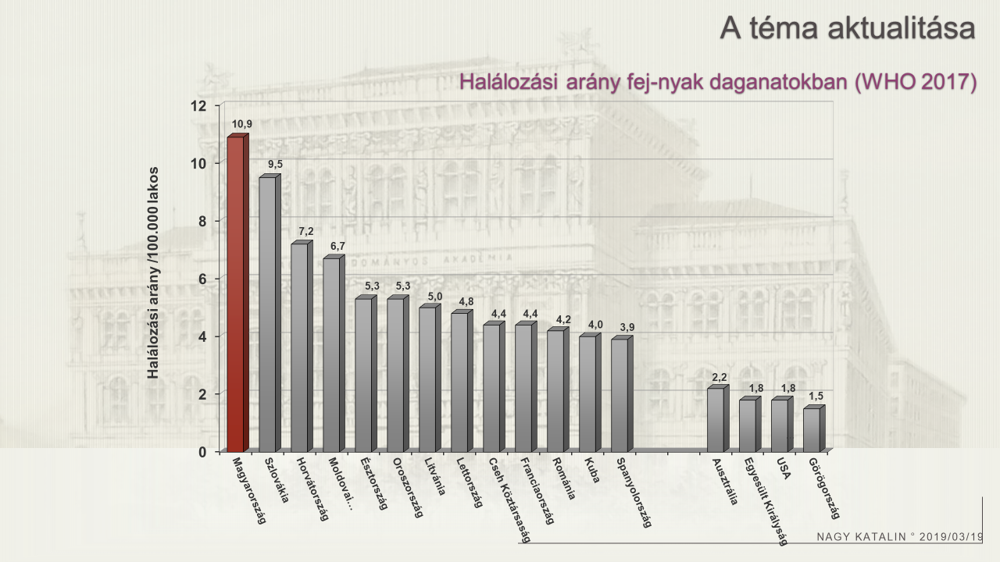 A téma aktualitása
Halálozási arány fej-nyak daganatokban (WHO 2017)
Halálozási arány /100.000 lakos
12
10
8
6
4
2
0
10,9
9,5
7,2
6,7
5,3
5,3
5,0
4,8
4,4
4,4
4,2
4,0
3,9
2,2
1,8
1,8
1,5
Magyarország
Szlovákia
Horvátország
Moldovai...
Észtország
Oroszország
Litvánia
Lettország
Cseh Köztársaság
Franciaország
Románia
Kuba
Spanyolország
Ausztrália
Egyesült Királyság
USA
Görögország
NAGY KATALIN ° 2019/03/19